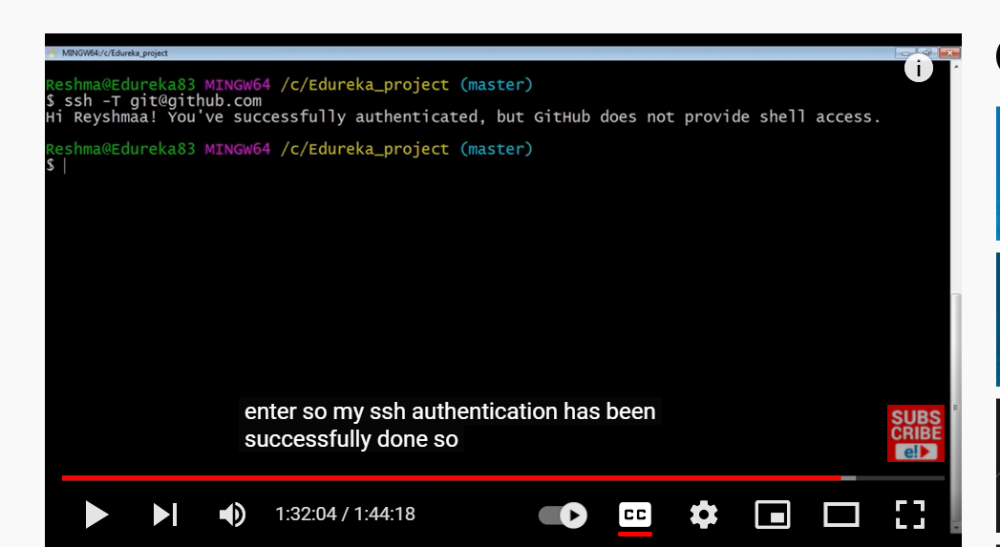 MINGW64:/c/Edureka_project
Reshma@Edureka83 MINGW64 /c/Edureka_project (master)
$ ssh -T git@github.com
Hi Reyshmaa! You've successfully authenticated, but GitHub does not provide shell access.
Reshma@Edureka83 MINGW64 /c/Edureka_project (master)
$
enter so my ssh authentication has been
successfully done so
SUBS
CRIBE
e!
1:32:04 / 1:44:18
CC